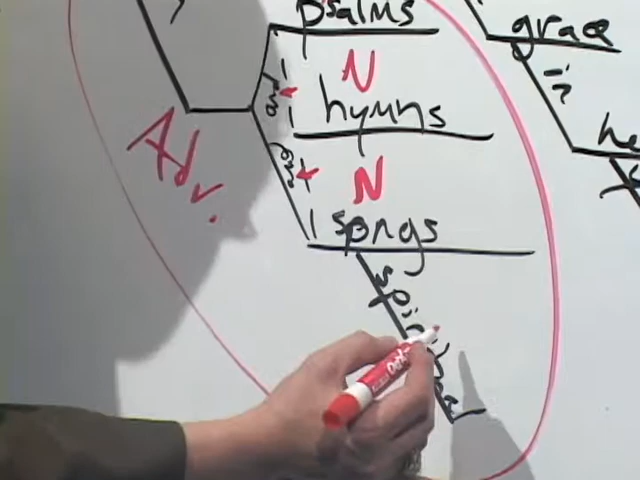 psalms
grace
and
N
in
hymns
he
Adv.
and
N
songs
spiritual